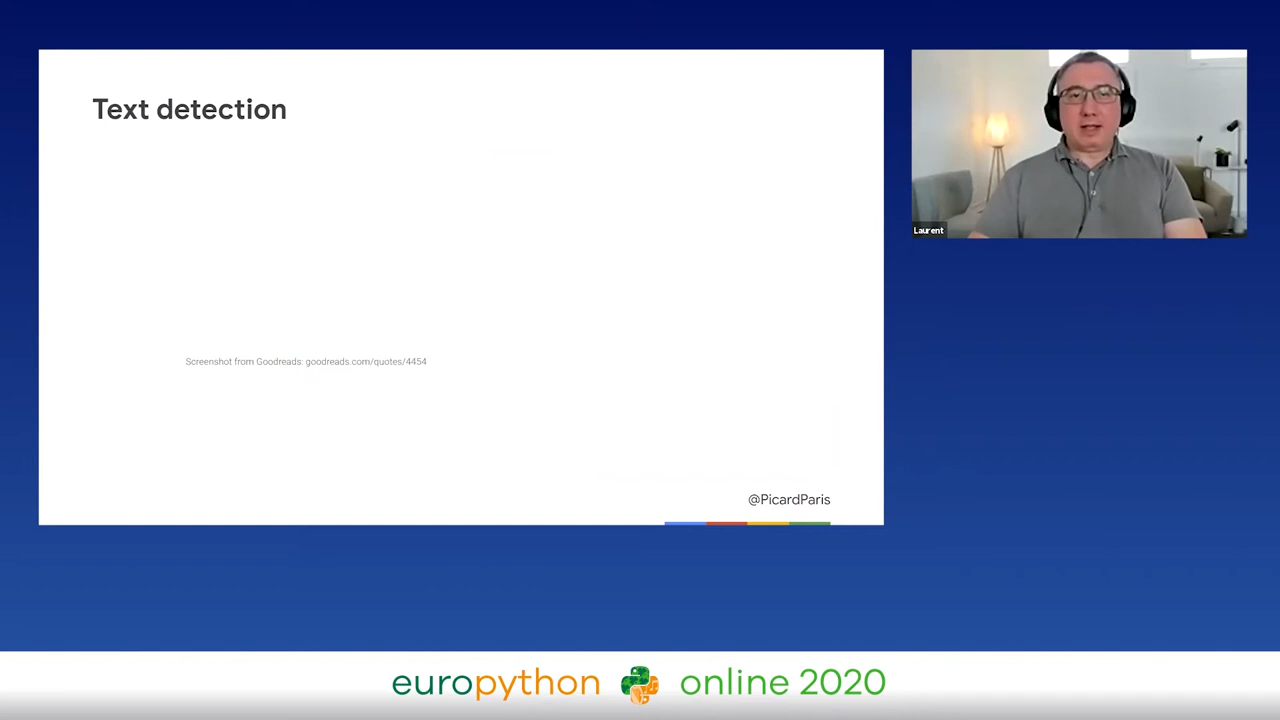 Text detection
Screenshot from Goodreads: goodreads.com/quotes/4454
@PicardParis
Laurent
europython online 2020